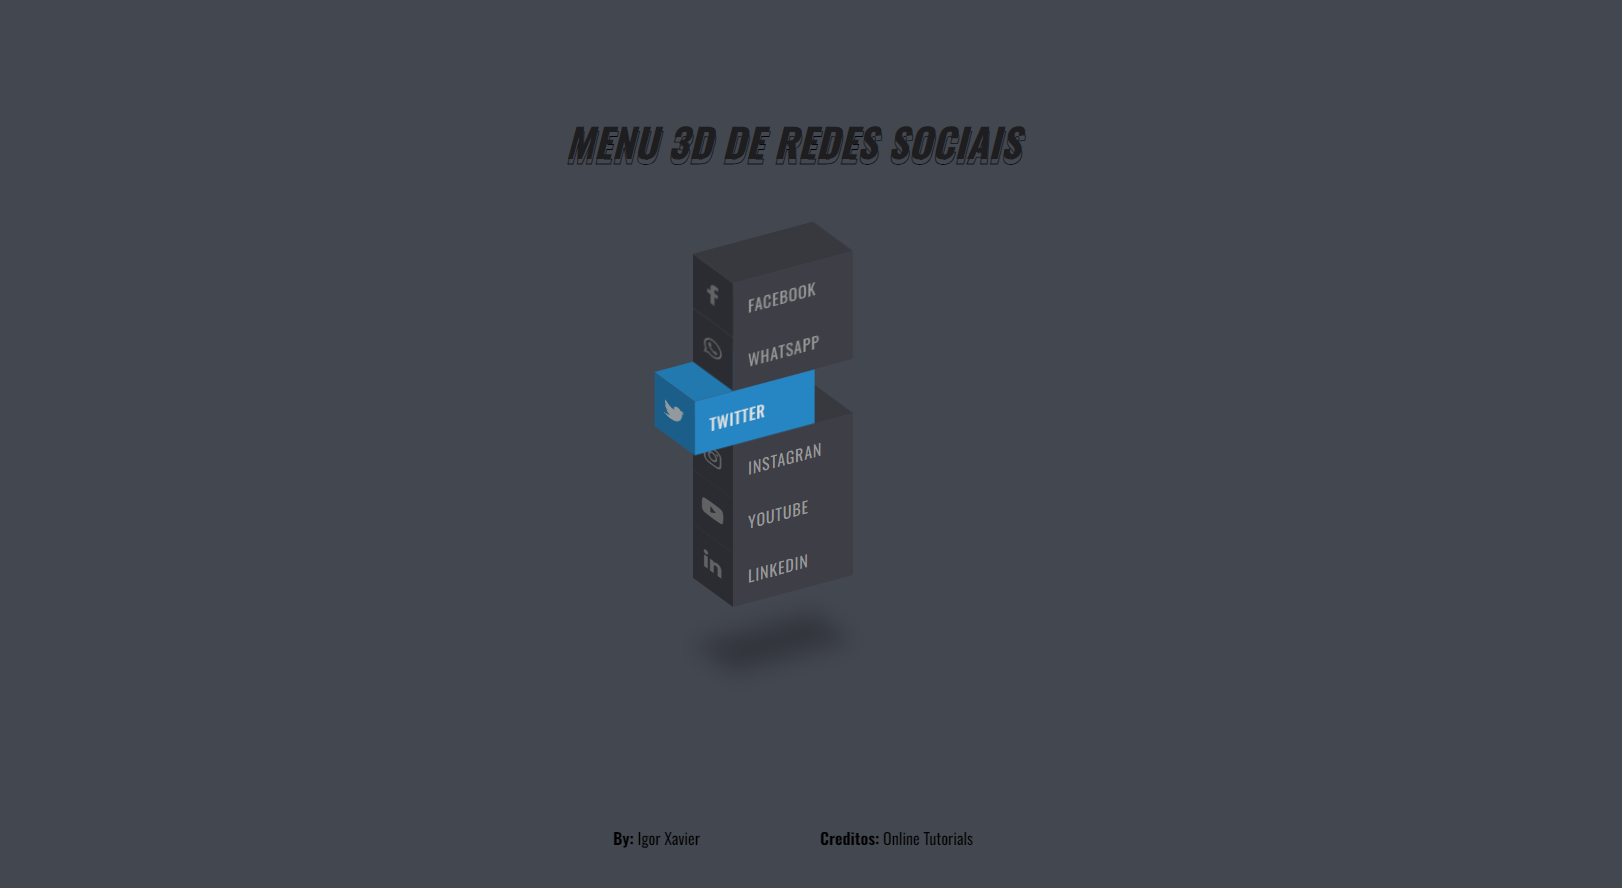 MENU 3D DE REDES SOCIAIS
FACEBOOK
WHATSAPP
TWITTER
INSTAGRAN
YOUTUBE
LINKEDIN
By: Igor Xavier
Creditos: Online Tutorials